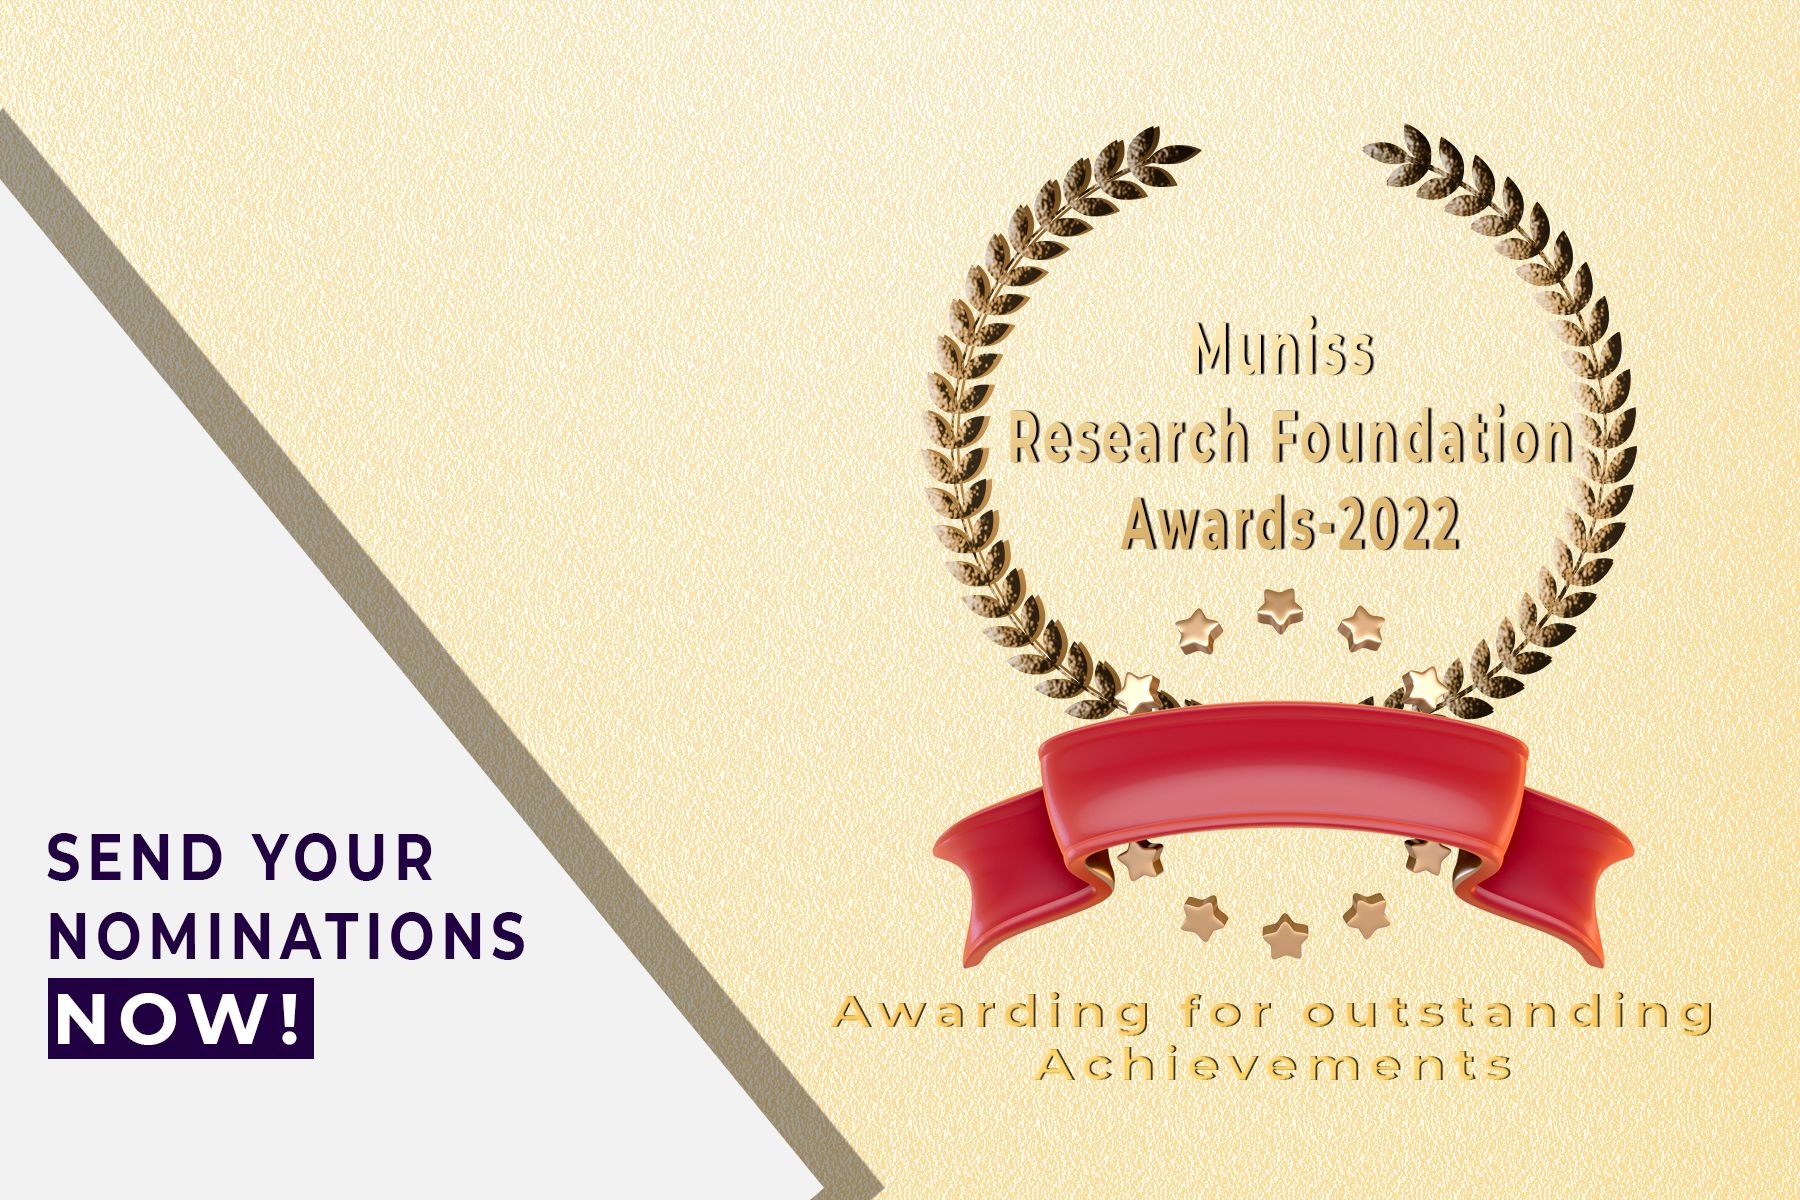 Muniss
Research Foundation
Awards-2022
SEND YOUR
NOMINATIONS
NOW!
Awarding for outstanding
Achievements